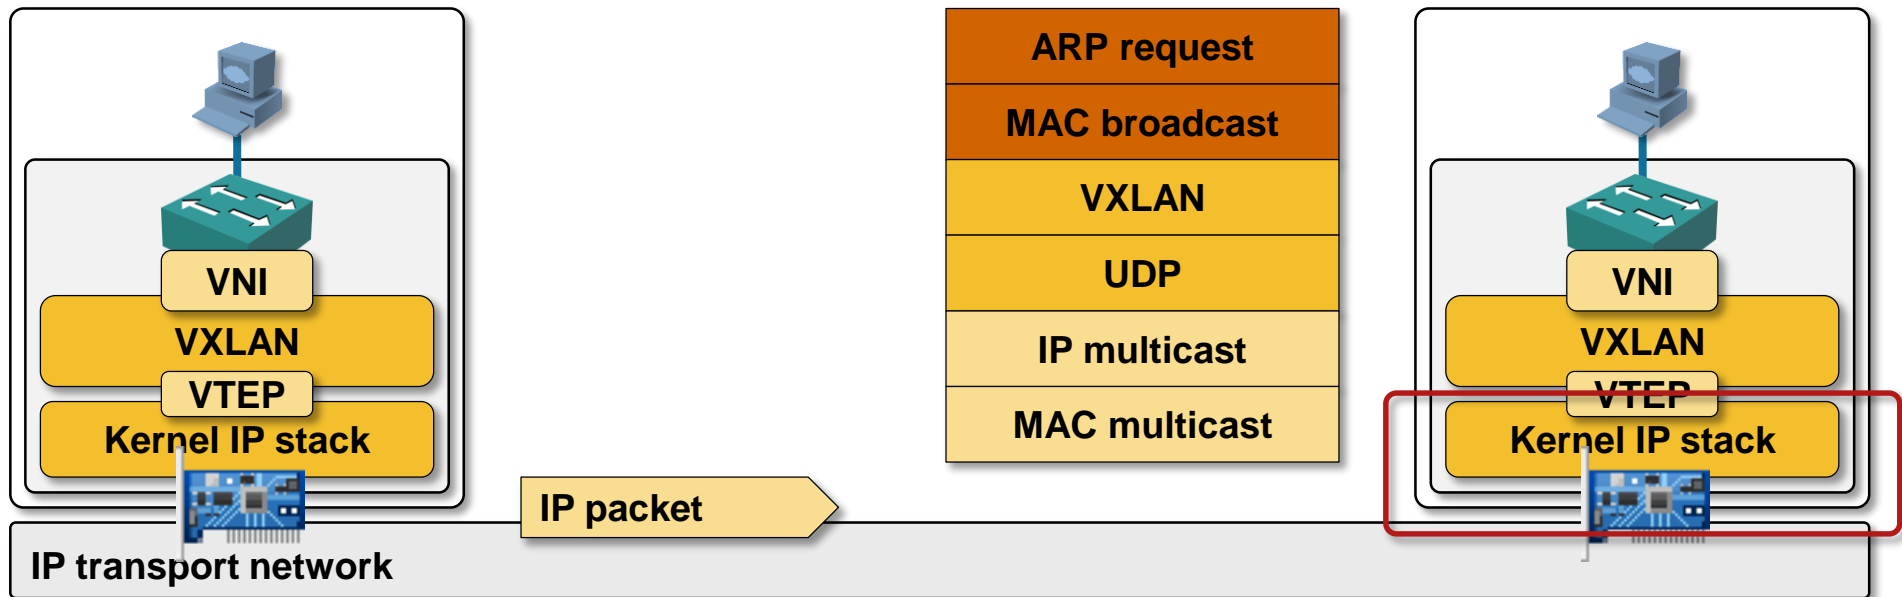 VNI
VXLAN
VTEP
Kernel IP stack
IP packet
IP transport network
ARP request
MAC broadcast
VXLAN
UDP
IP multicast
MAC multicast
VNI
VXLAN
VTEP
Kernel IP stack